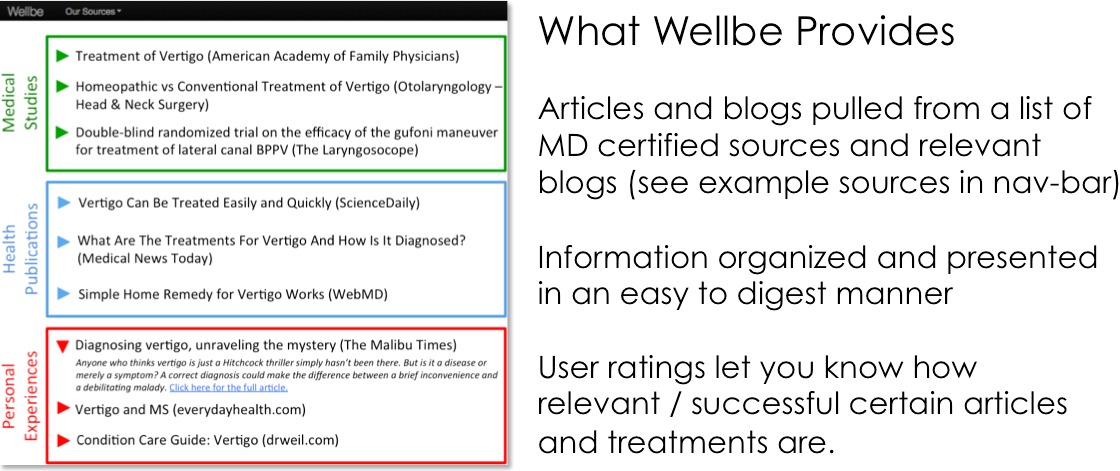 Wellbe Our Sources
Medical
Studies
Treatment of Vertigo (American Academy of Family Physicians)
Homeopathic vs Conventional Treatment of Vertigo (Otolaryngology –
Head & Neck Surgery)
Double-blind randomized trial on the efficacy of the gufoni maneuver
for treatment of lateral canal BPPV (The Laryngosocope)
Health
Publications
Vertigo Can Be Treated Easily and Quickly (ScienceDaily)
What Are The Treatments For Vertigo And How Is It Diagnosed?
(Medical News Today)
Simple Home Remedy for Vertigo Works (WebMD)
Personal
Experiences
Diagnosing vertigo, unraveling the mystery (The Malibu Times)
Anyone who thinks vertigo is just a Hitchcock thriller simply hasn't been there. But is it a disease or
merely a symptom? A correct diagnosis could make the difference between a brief inconvenience and
a debilitating malady. Click here for the full article.
Vertigo and MS (everydayhealth.com)
Condition Care Guide: Vertigo (drweil.com)
What Wellbe Provides
Articles and blogs pulled from a list of
MD certified sources and relevant
blogs (see example sources in nav-bar)
Information organized and presented
in an easy to digest manner
User ratings let you know how
relevant / successful certain articles
and treatments are.